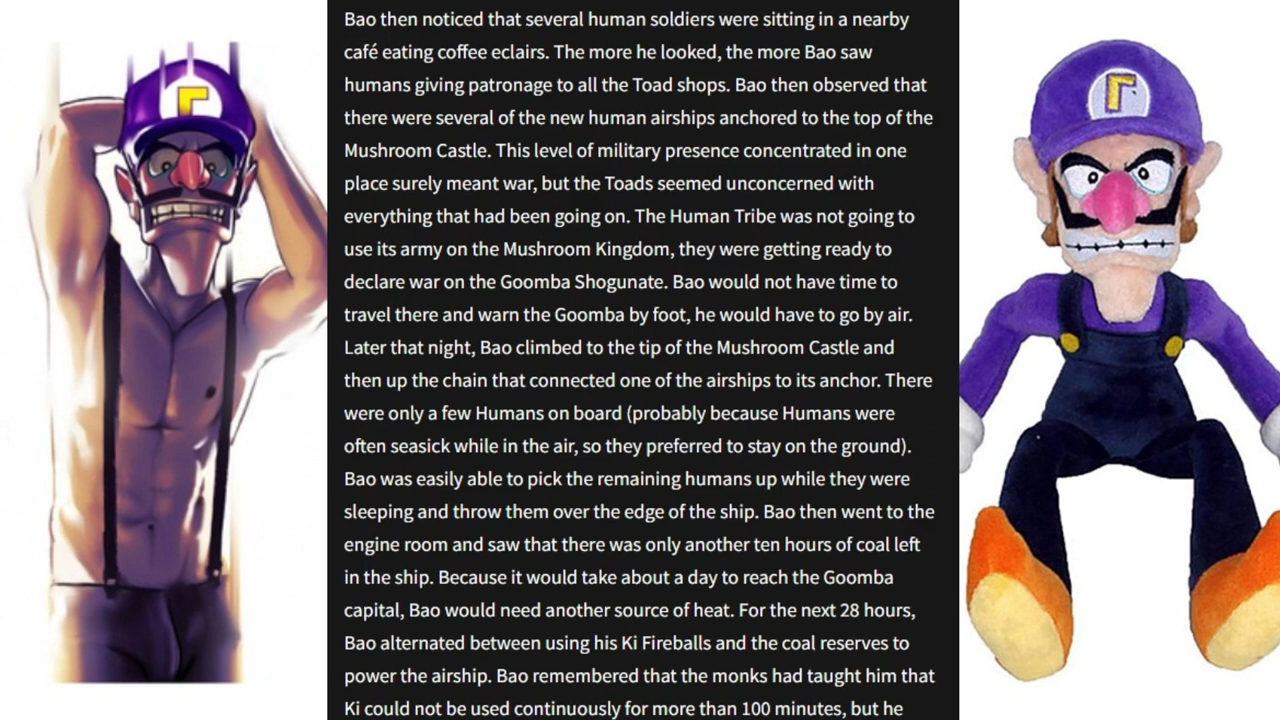 Bao then noticed that several human soldiers were sitting in a nearby
café eating coffee eclairs. The more he looked, the more Bao saw
humans giving patronage to all the Toad shops. Bao then observed that
there were several of the new human airships anchored to the top of the
Mushroom Castle. This level of military presence concentrated in one
place surely meant war, but the Toads seemed unconcerned with
everything that had been going on. The Human Tribe was not going to
use its army on the Mushroom Kingdom, they were getting ready to
declare war on the Goomba Shogunate. Bao would not have time to
travel there and warn the Goomba by foot, he would have to go by air.
Later that night, Bao climbed to the tip of the Mushroom Castle and
then up the chain that connected one of the airships to its anchor. There
were only a few Humans on board (probably because Humans were
often seasick while in the air, so they preferred to stay on the ground).
Bao was easily able to pick the remaining humans up while they were
sleeping and throw them over the edge of the ship. Bao then went to the
engine room and saw that there was only another ten hours of coal left
in the ship. Because it would take about a day to reach the Goomba
capital, Bao would need another source of heat. For the next 28 hours,
Bao alternated between using his Ki Fireballs and the coal reserves to
power the airship. Bao remembered that the monks had taught him that
Ki could not be used continuously for more than 100 minutes, but he